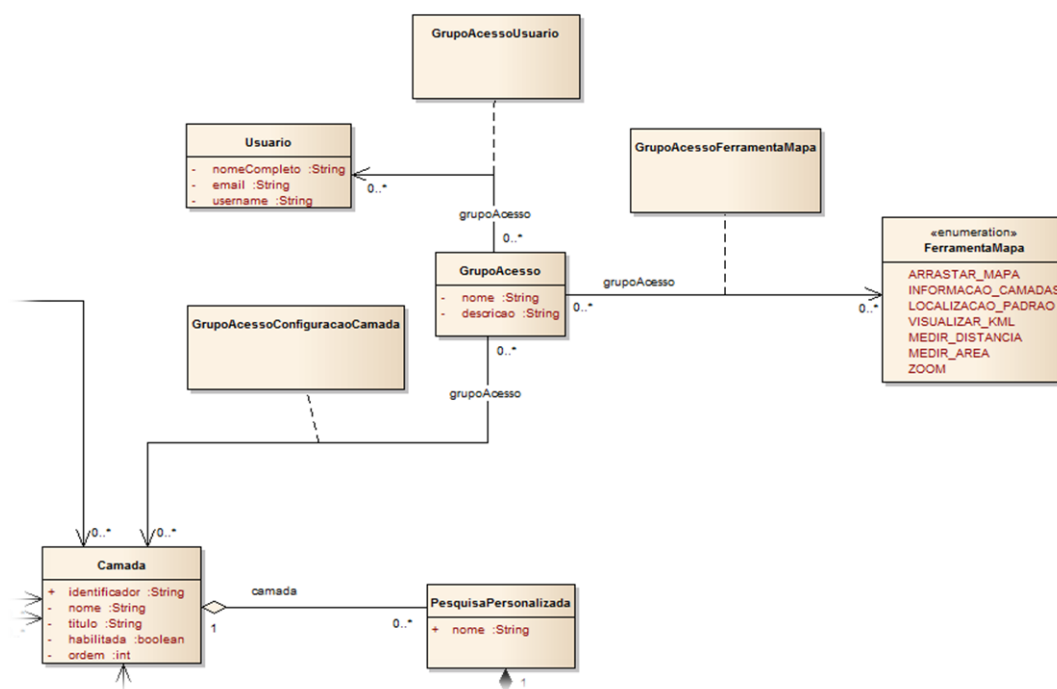 GrupoAcessoUsuario
Usuario
- nomeCompleto :String
- email :String
- username :String
0..*
grupoAcesso
0..*
GrupoAcessoFerramentaMapa
«enumeration»
FerramentaMapa
ARRASTAR_MAPA
INFORMACAO_CAMADAS
LOCALIZACAO_PADRAO
VISUALIZAR_KML
MEDIR_DISTANCIA
MEDIR_AREA
ZOOM
GrupoAcesso
- nome :String
- descricao :String
grupoAcesso
0..*
0..*
GrupoAcessoConfiguracaoCamada
0..*
grupoAcesso
0..*
0..*
Camada
+ identificador :String
- nome :String
- titulo :String
- habilitada :boolean
- ordem :int
camada
1
0..*
PesquisaPersonalizada
+ nome :String
1